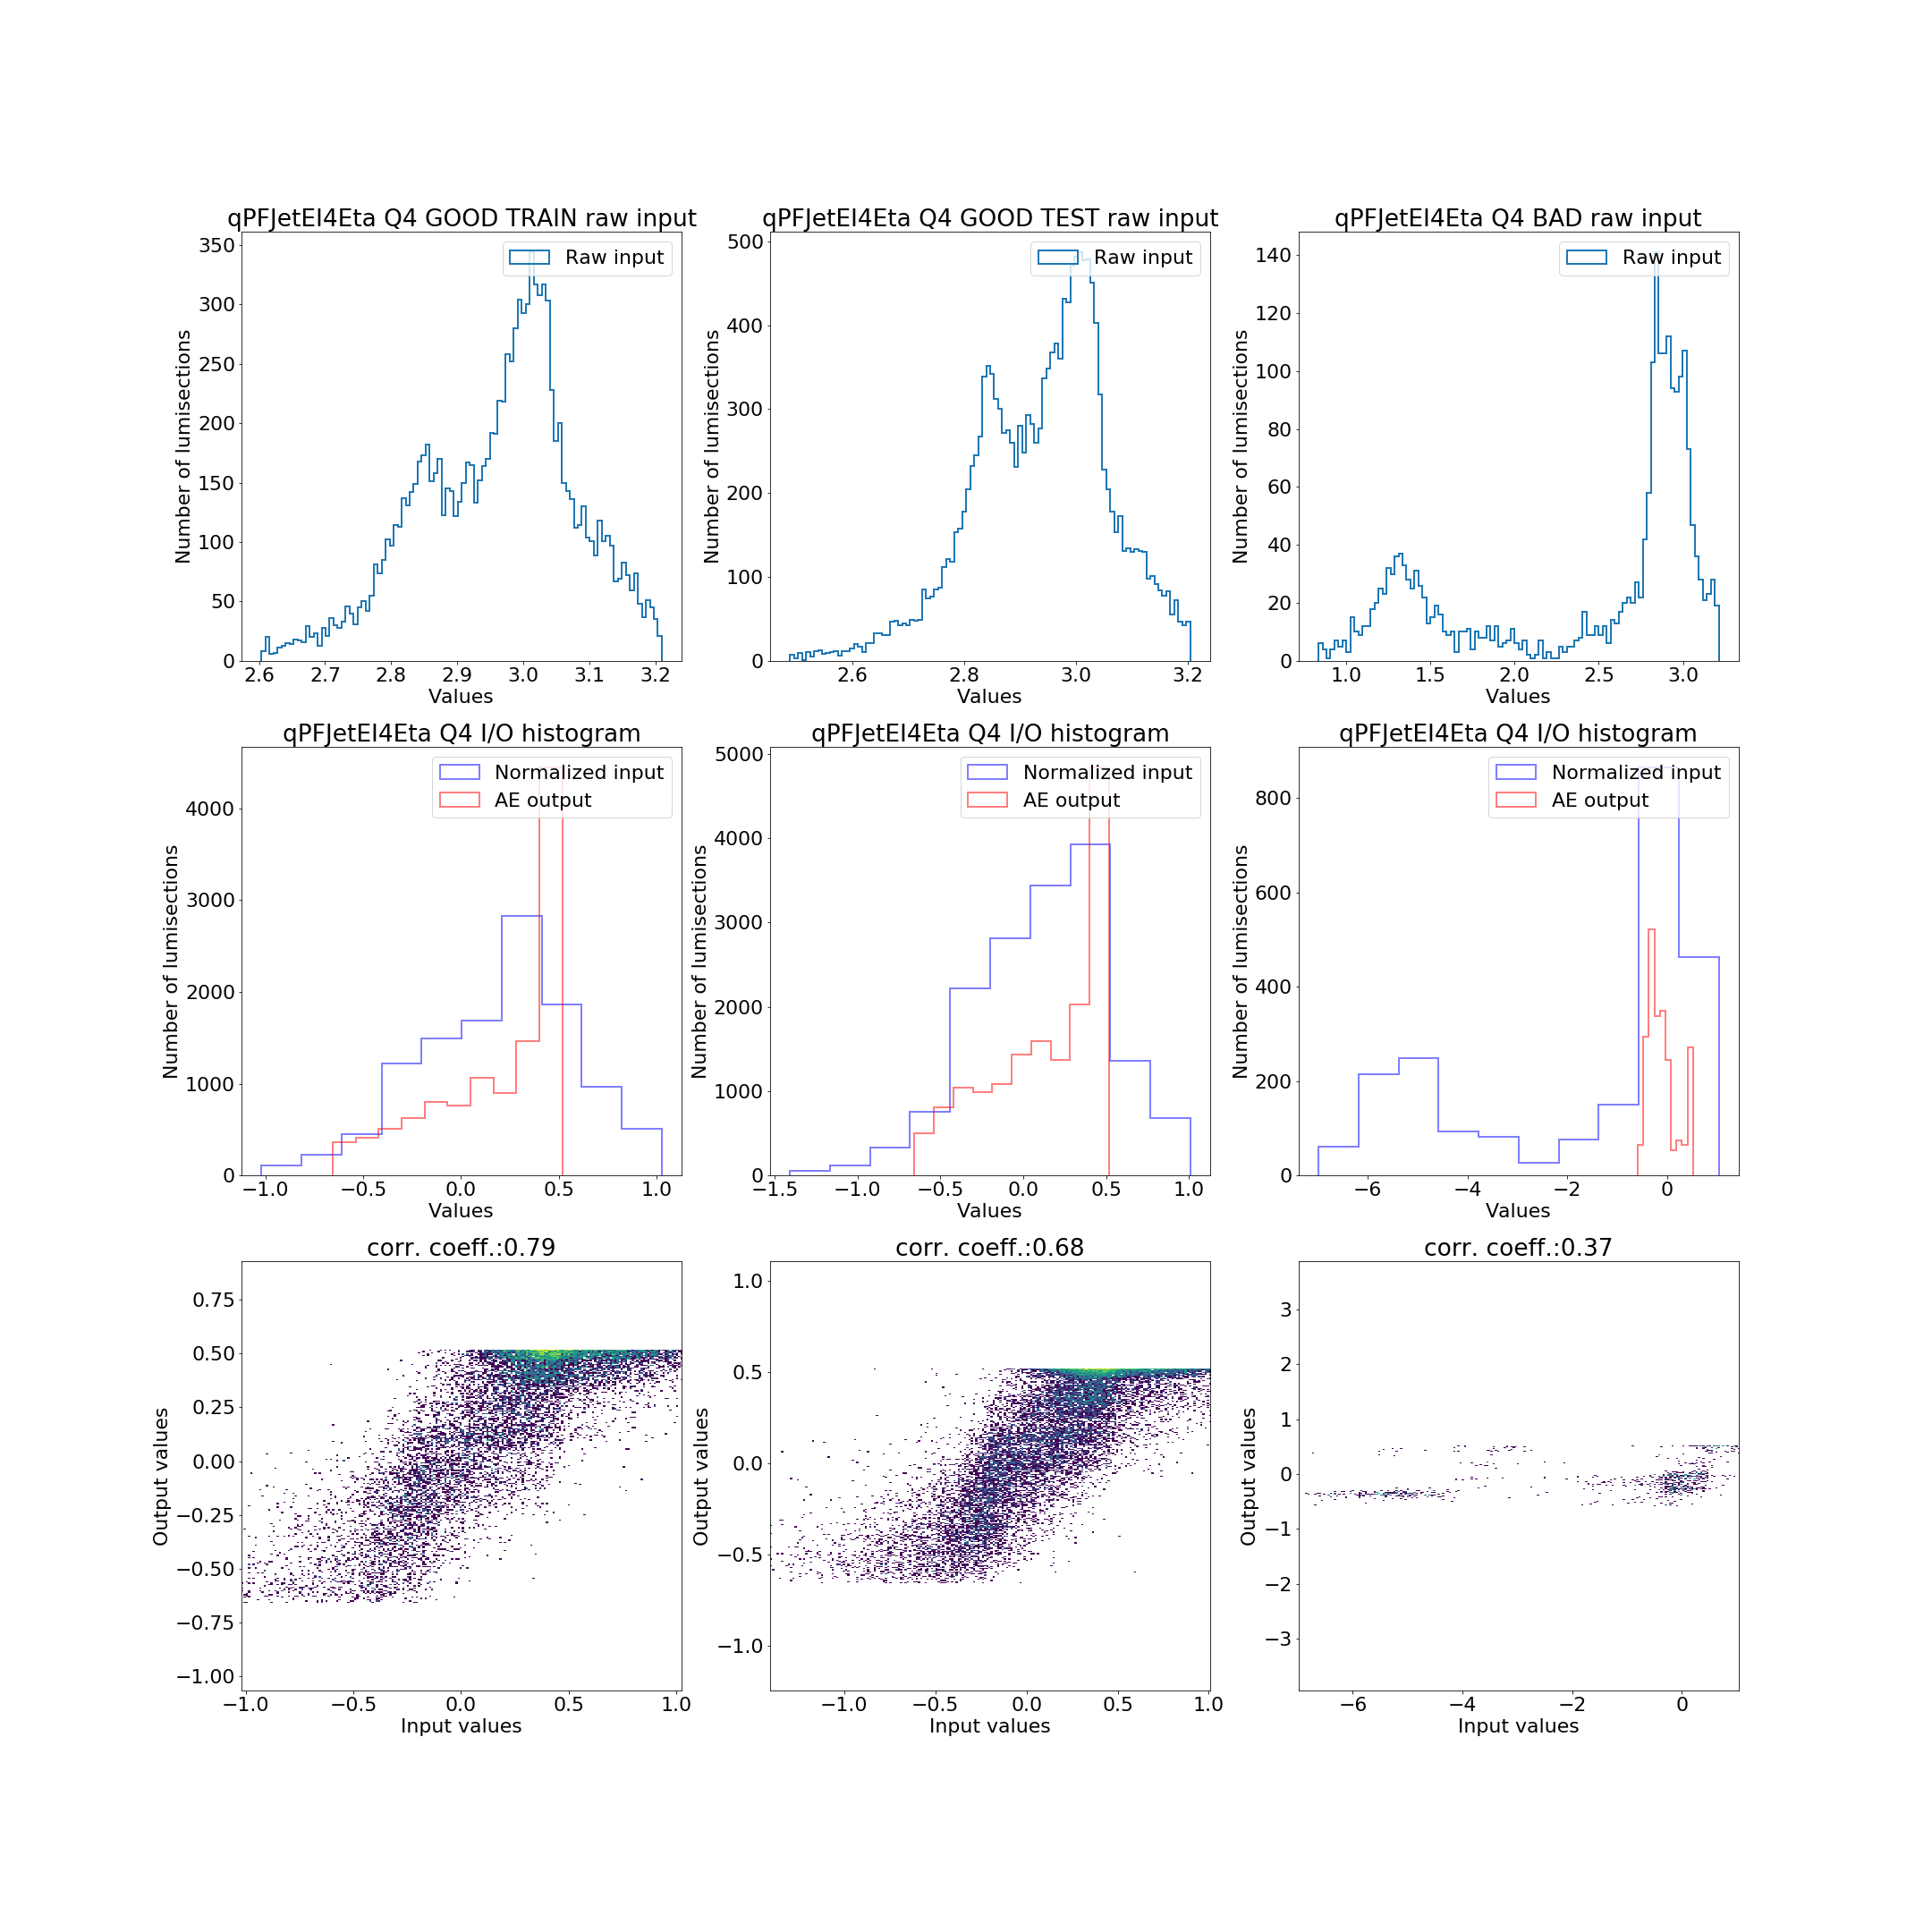 qPFJetEI4Eta Q4 GOOD TRAIN raw input
Raw input
350
300
250
200
150
100
50
0
Number of lumisections
2.6 2.7 2.8 2.9 3.0 3.1 3.2
Values
qPFJetEI4Eta Q4 GOOD TEST raw input
Raw input
500
400
300
200
100
0
Number of lumisections
2.6 2.8 3.0 3.2
Values
qPFJetEI4Eta Q4 BAD raw input
Raw input
140
120
100
80
60
40
20
0
Number of lumisections
1.0 1.5 2.0 2.5 3.0
Values
qPFJetEI4Eta Q4 I/O histogram
Normalized input
AE output
4000
3000
2000
1000
0
Number of lumisections
−1.0 −0.5 0.0 0.5 1.0
Values
qPFJetEI4Eta Q4 I/O histogram
Normalized input
AE output
5000
4000
3000
2000
1000
0
Number of lumisections
−1.5 −1.0 −0.5 0.0 0.5 1.0
Values
qPFJetEI4Eta Q4 I/O histogram
Normalized input
AE output
800
600
400
200
0
Number of lumisections
−6 −4 −2 0
Values
corr. coeff.:0.79
0.75
0.50
0.25
0.00
−0.25
−0.50
−0.75
−1.00
Output values
−1.0 −0.5 0.0 0.5 1.0
Input values
corr. coeff.:0.68
1.0
0.5
0.0
−0.5
−1.0
Output values
−1.0 −0.5 0.0 0.5 1.0
Input values
corr. coeff.:0.37
3
2
1
0
−1
−2
−3
Output values
−6 −4 −2 0
Input values